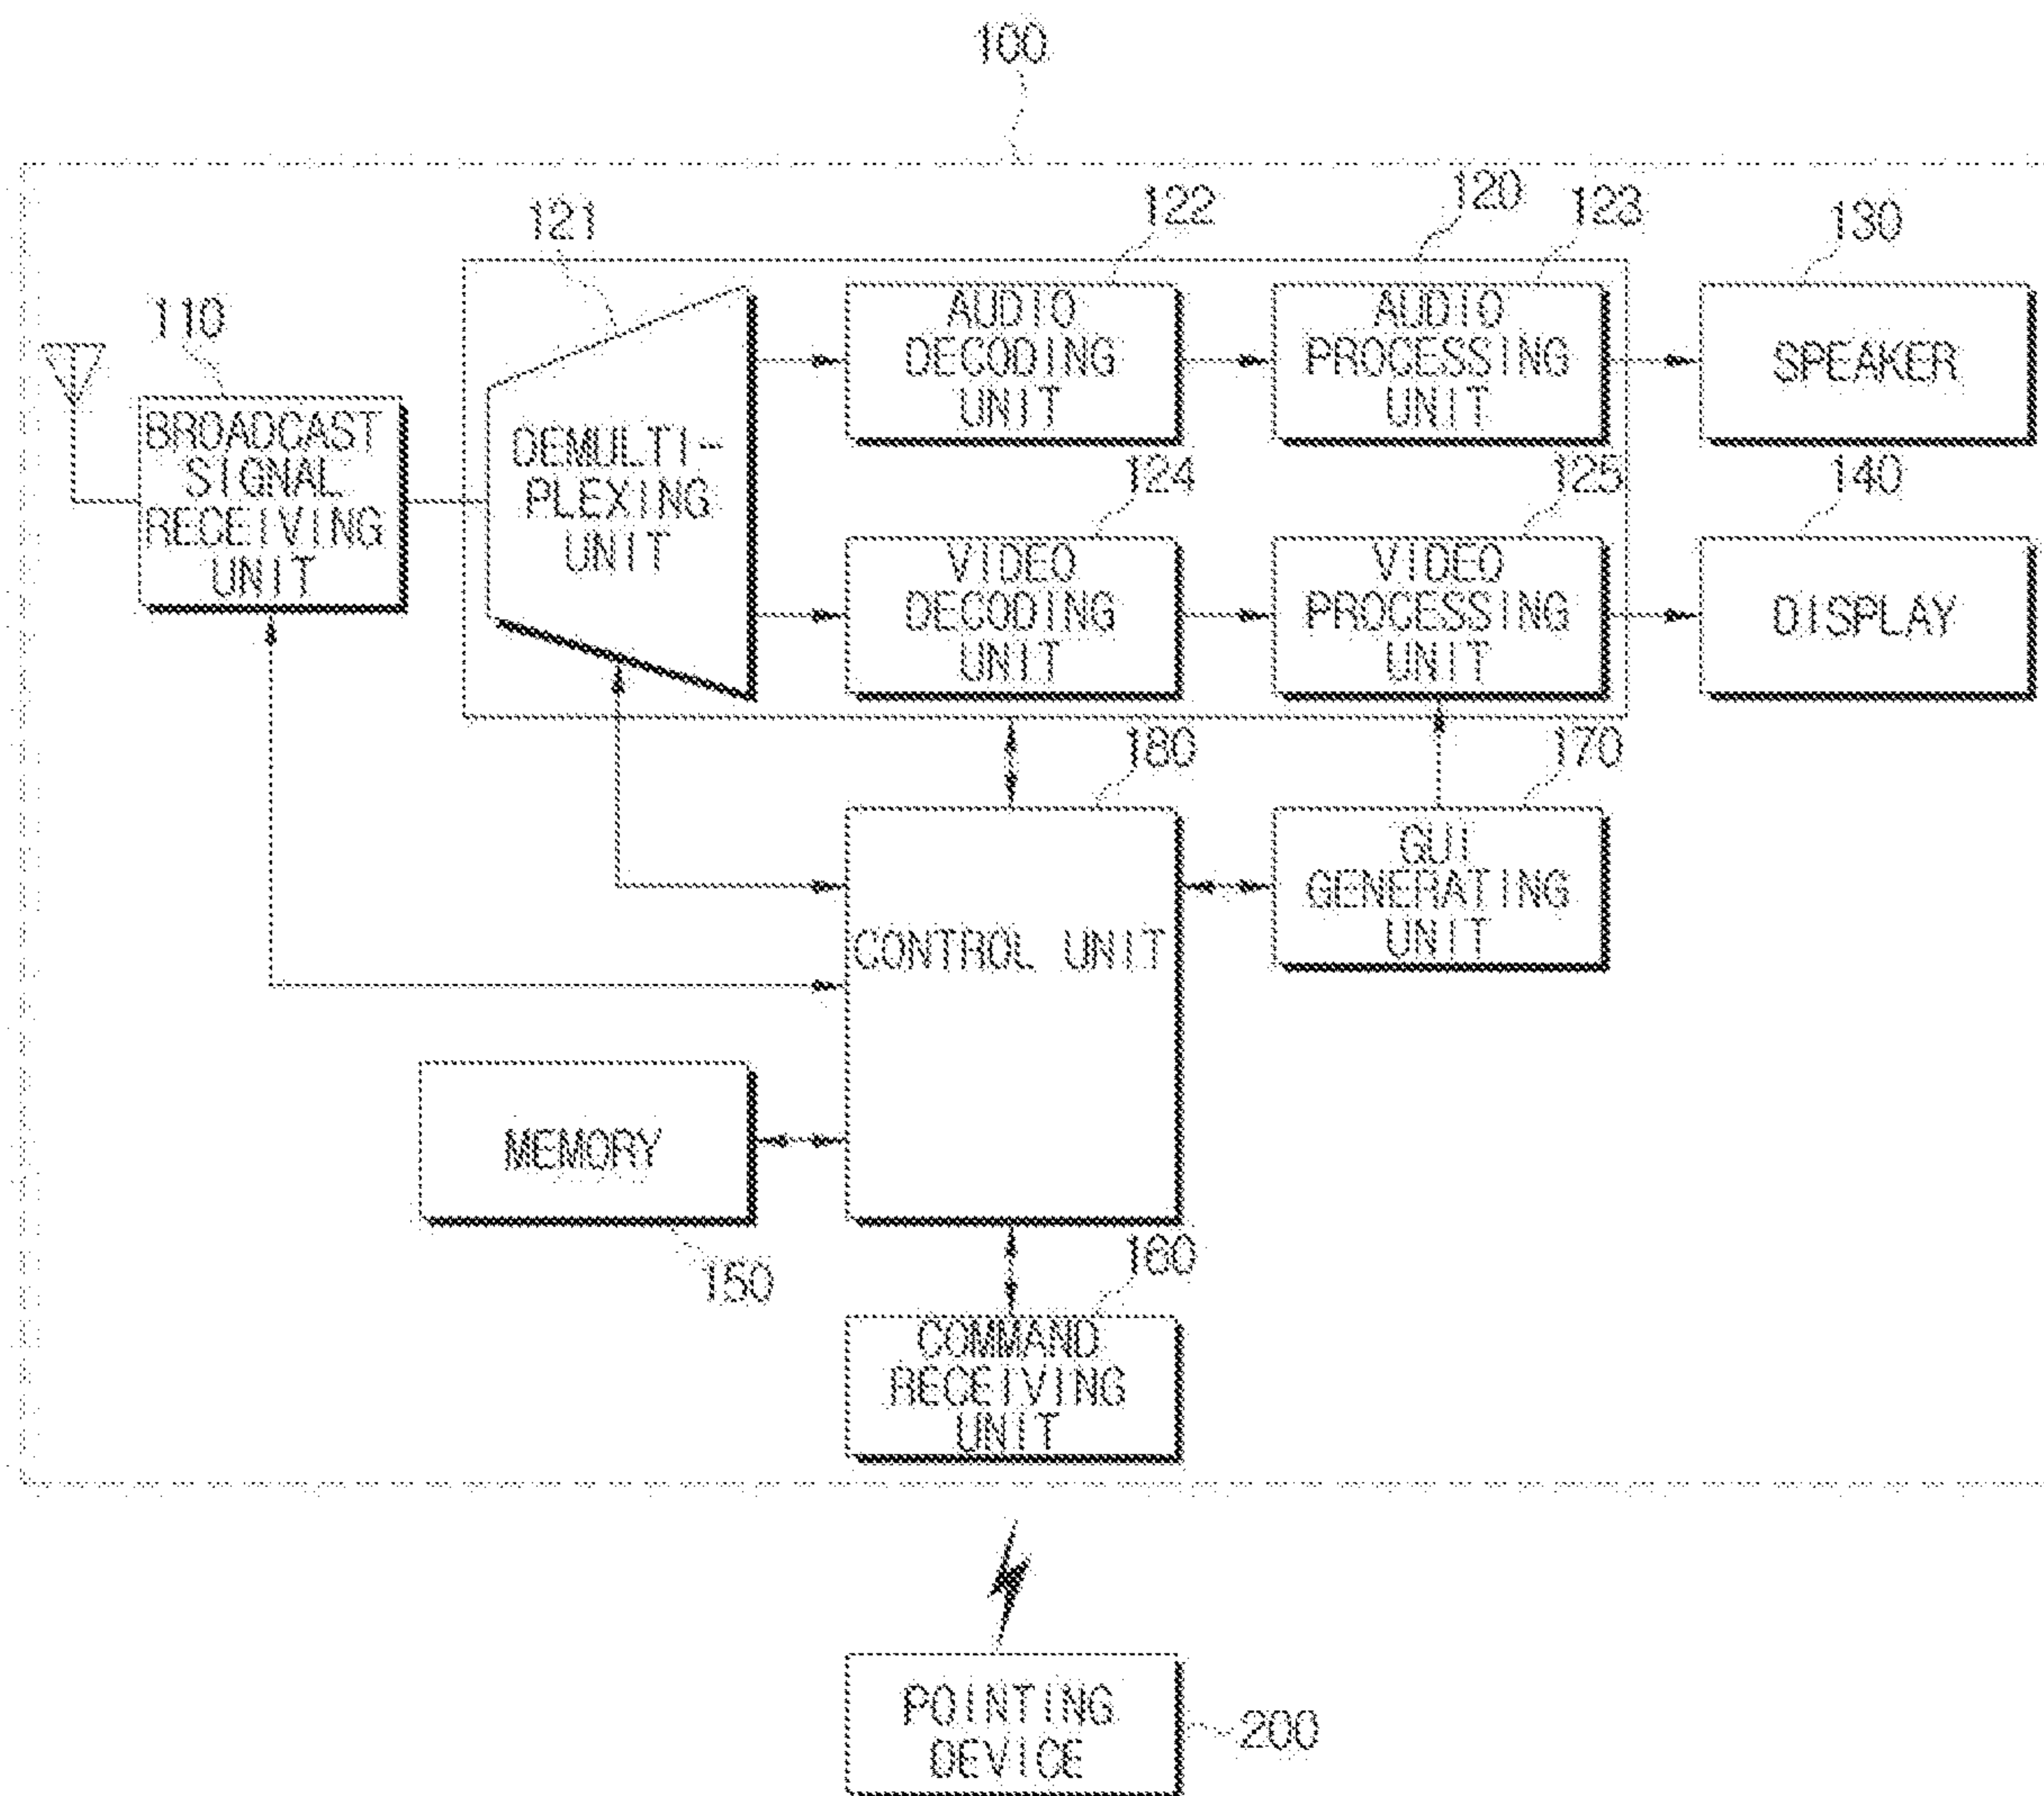 100
120
123
122
121
130
110
AUDIO
DECODING
UNIT
AUDIO
PROCESSING
UNIT
SPEAKER
BROADCAST
SIGNAL
RECEIVING
UNIT
DEMULTI-
PLEXING
UNIT
124
125
140
VIDEO
DECODING
UNIT
VIDEO
PROCESSING
UNIT
DISPLAY
180
170
GUI
GENERATING
UNIT
CONTROL UNIT
MEMORY
150
160
COMMAND
RECEIVING
UNIT
POINTING
DEVICE
200